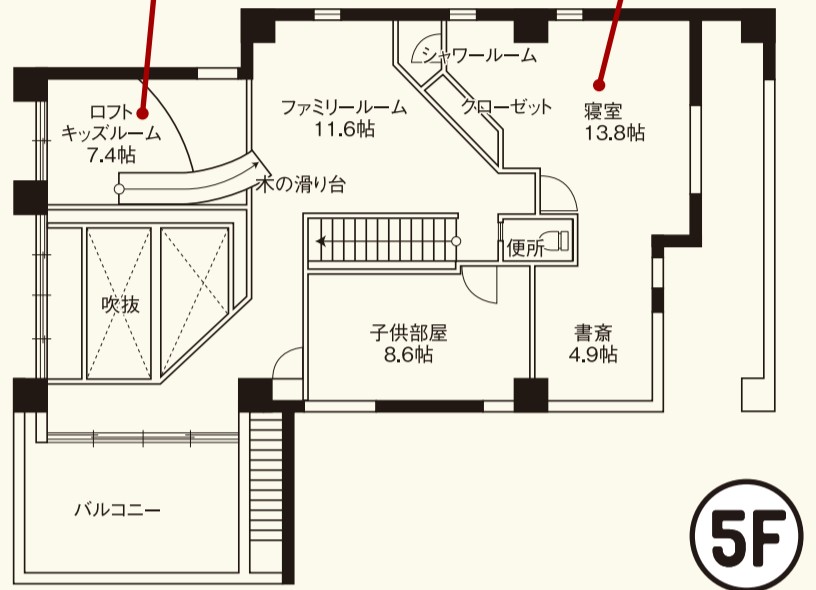 シャワールーム
ロフト
キッズルーム
7.4帖
ファミリールーム
11.6帖
クローゼット
寝室
13.8帖
木の滑り台
便所
吹抜
子供部屋
8.6帖
書斎
4.9帖
バルコニー
5F